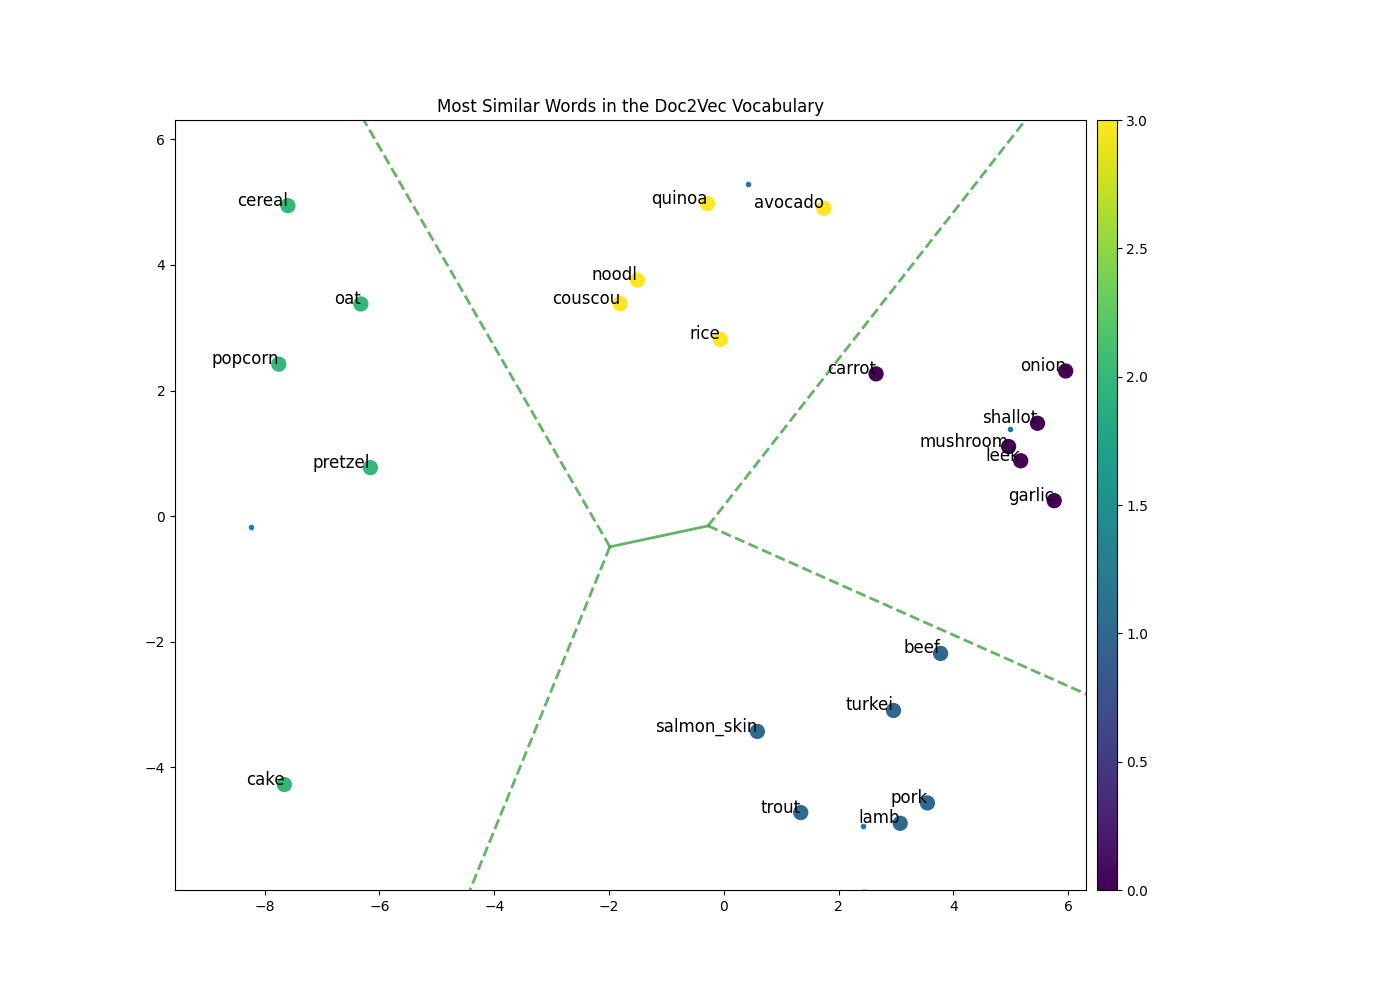 Most Similar Words in the Doc2Vec Vocabulary
6
4
2
0
−2
−4
−8
−6
−4
−2
0
2
4
6
cereal
quinoa
avocado
oat
noodl
couscou
rice
popcorn
carrot
onion
shallot
mushroom
leek
pretzel
garlic
beef
turkei
salmon_skin
cake
pork
trout
lamb
3.0
2.5
2.0
1.5
1.0
0.5
0.0